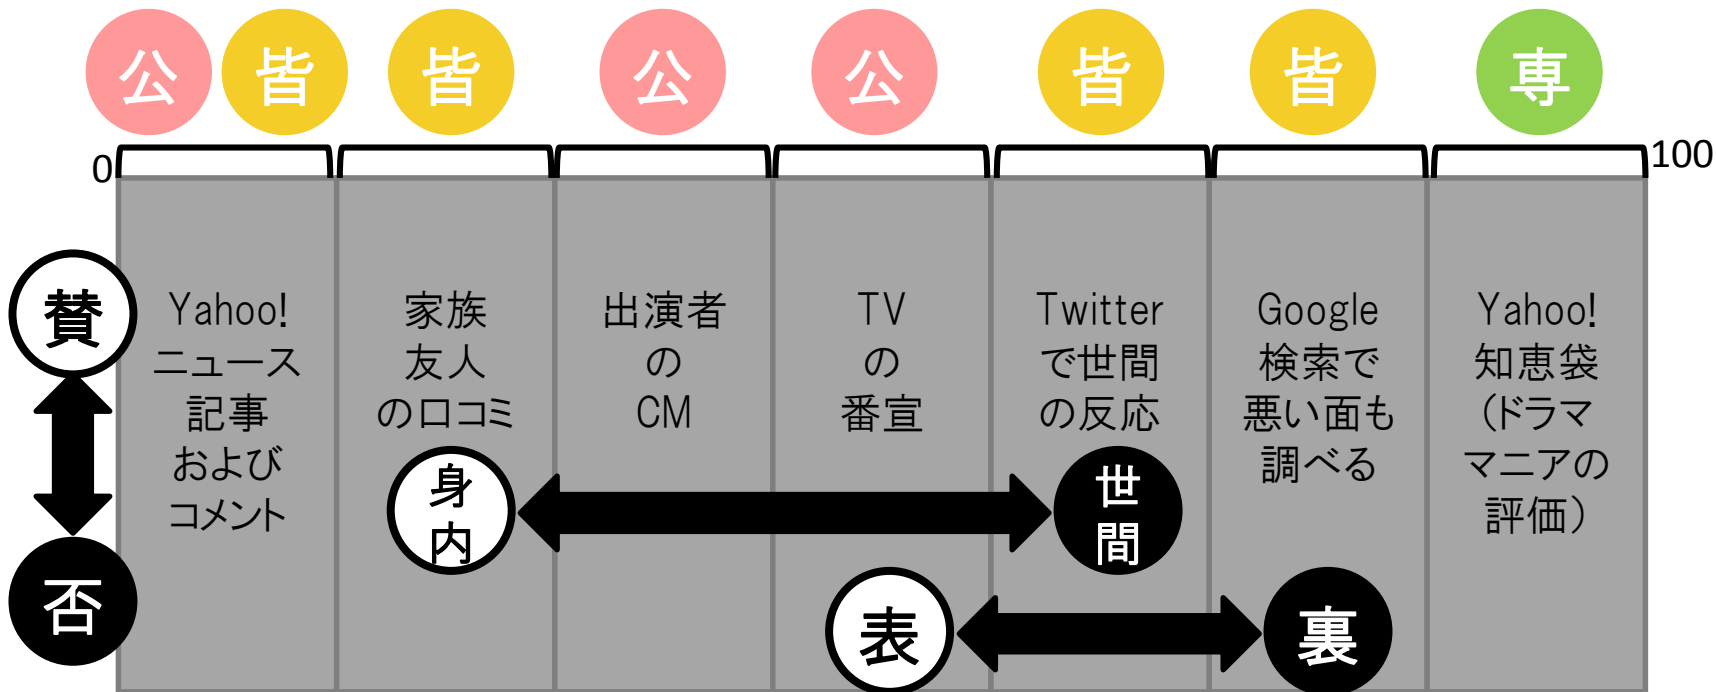 公 皆 皆 公 公 皆 皆 専
0
100
賛
否
Yahoo!
ニュース
記事
および
コメント
家族
友人
の口コミ
身
内
出演者
の
CM
TV
の
番宣
表
Twitter
で世間
の反応
世
間
Google
検索で
悪い面も
調べる
裏
Yahoo!
知恵袋
（ドラマ
マニアの
評価）